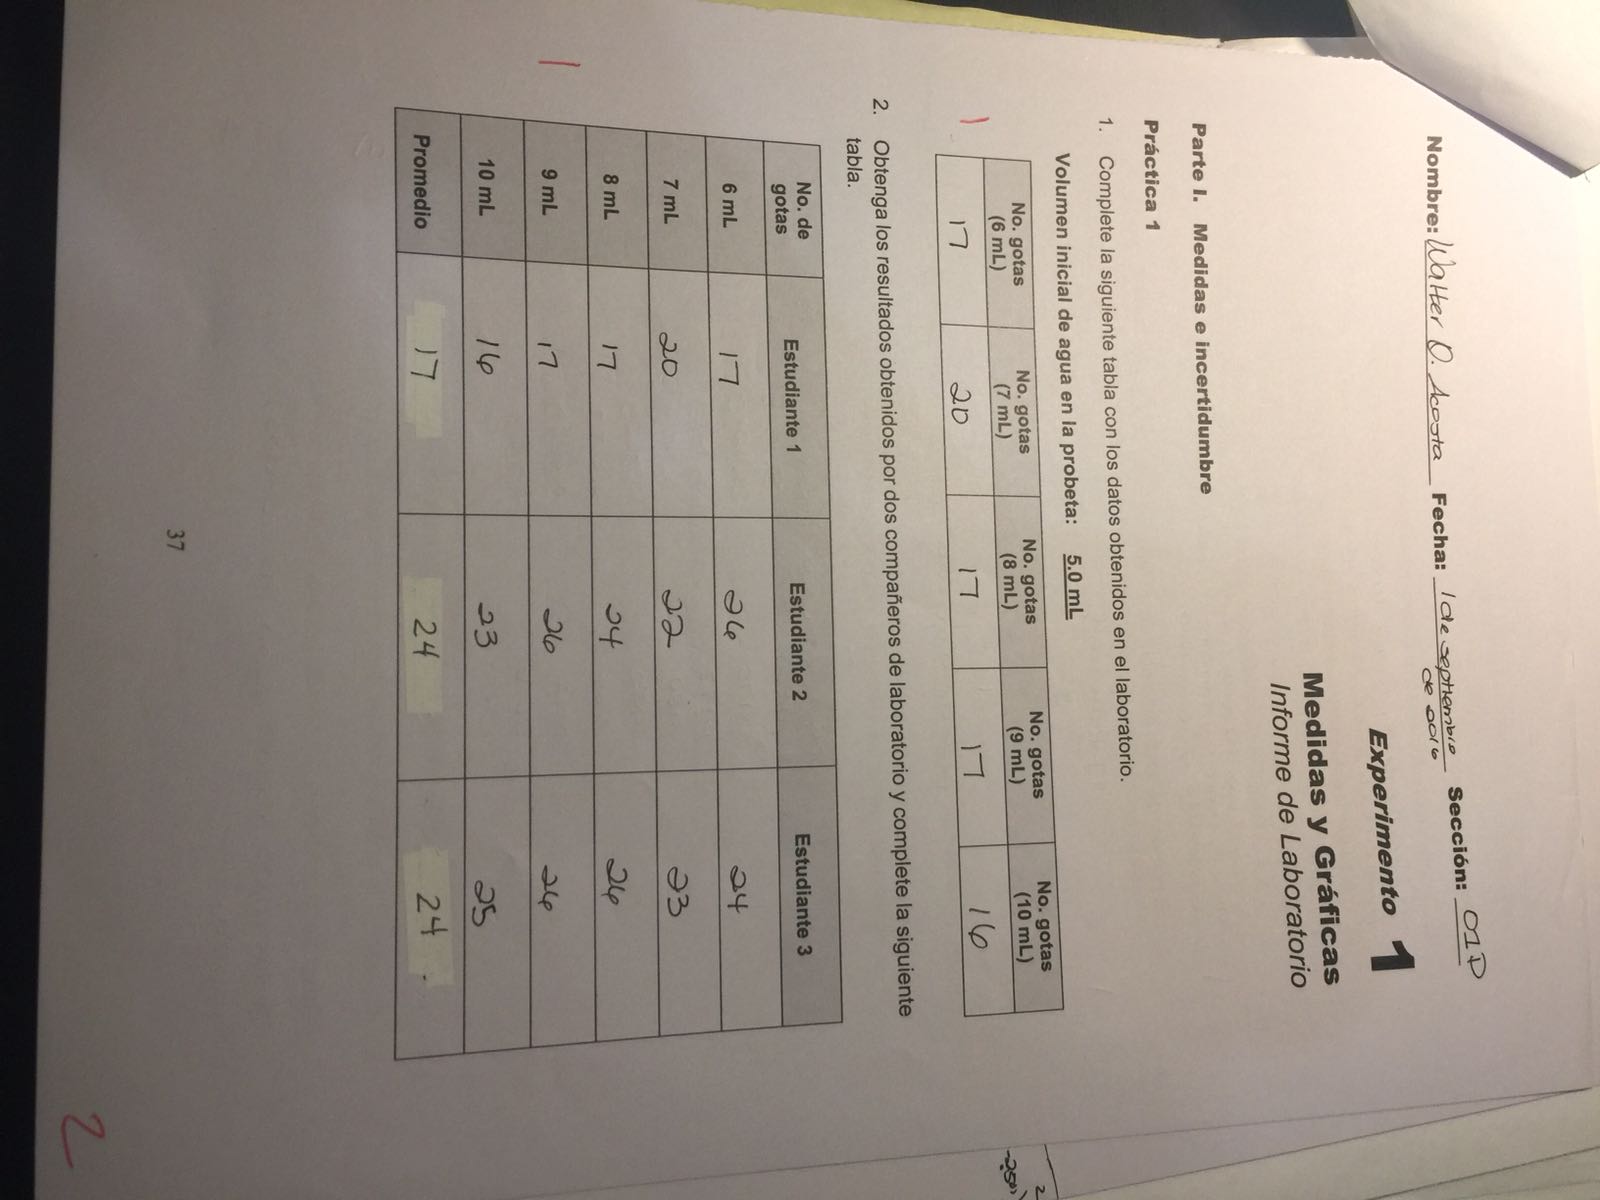 Nombre: Walter O. Acosta Fecha: 1 de septiembre de 2016 Sección: 01P
Experimento 1
Medidas y Gráficas
Informe de Laboratorio
Parte I. Medidas e incertidumbre
Práctica 1
1. Complete la siguiente tabla con los datos obtenidos en el laboratorio.
Volumen inicial de agua en la probeta: 5.0 mL
No. gotas (6 mL) No. gotas (7 mL) No. gotas (8 mL) No. gotas (9 mL) No. gotas (10 mL)
1 17 20 17 17 16
2. Obtenga los resultados obtenidos por dos compañeros de laboratorio y complete la siguiente
tabla.
No. de gotas Estudiante 1 Estudiante 2 Estudiante 3
6 mL 17 26 24
7 mL 20 22 23
8 mL 17 24 26
1
9 mL 17 26 26
10 mL 16 23 25
Promedio 17 24 24
37
2